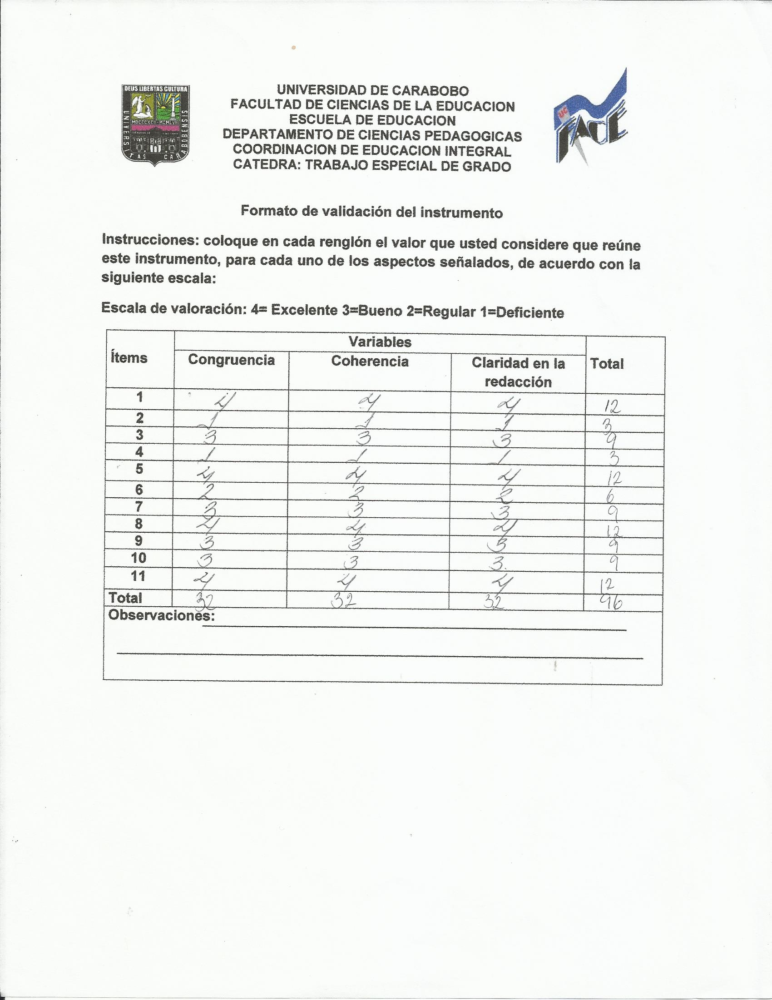 DEUS LIBERTAS CULTURA
UNIVERSITAS CARABOBENSIS
MDCCCXCII-MCMLVIII
UNIVERSIDAD DE CARABOBO
FACULTAD DE CIENCIAS DE LA EDUCACION
ESCUELA DE EDUCACION
DEPARTAMENTO DE CIENCIAS PEDAGOGICAS
COORDINACION DE EDUCACION INTEGRAL
CATEDRA: TRABAJO ESPECIAL DE GRADO
UC
FACE
Formato de validación del instrumento
Instrucciones: coloque en cada renglón el valor que usted considere que reúne
este instrumento, para cada uno de los aspectos señalados, de acuerdo con la
siguiente escala:
Escala de valoración: 4= Excelente 3=Bueno 2=Regular 1=Deficiente
Variables
Ítems Congruencia Coherencia Claridad en la redacción Total
1 4 4 4 12
2 1 1 1 3
3 3 3 3 9
4 1 1 1 3
5 4 4 4 12
6 2 2 2 6
7 3 3 3 9
8 4 4 4 12
9 3 3 3 9
10 3 3 3. 9
11 4 4 4 12
Total 32 32 32 96
Observaciones: